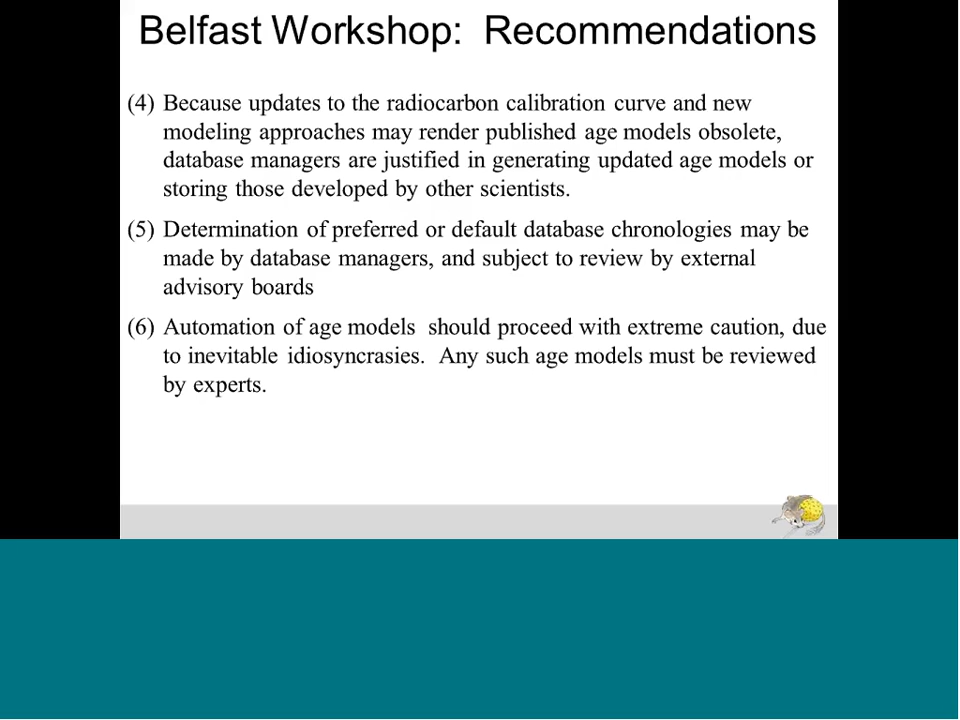 Belfast Workshop:  Recommendations
(4) Because updates to the radiocarbon calibration curve and new
modeling approaches may render published age models obsolete,
database managers are justified in generating updated age models or
storing those developed by other scientists.
(5) Determination of preferred or default database chronologies may be
made by database managers, and subject to review by external
advisory boards
(6) Automation of age models  should proceed with extreme caution, due
to inevitable idiosyncrasies.  Any such age models must be reviewed
by experts.